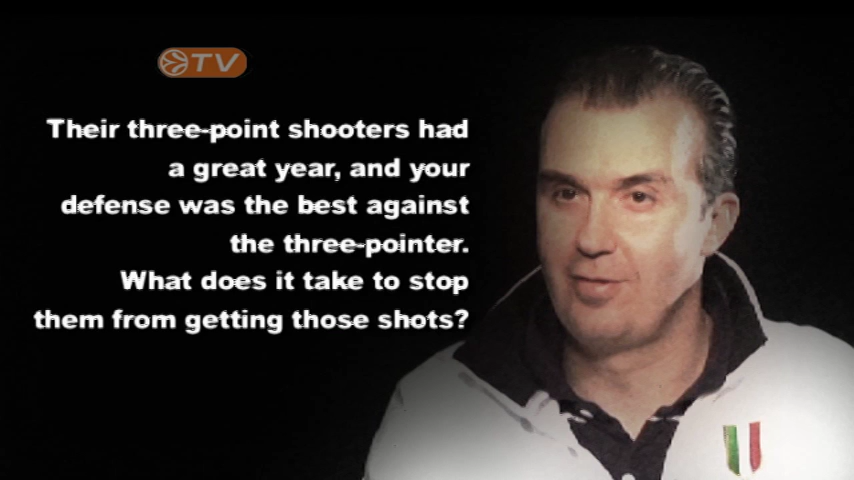 TV
Their three-point shooters had
a great year, and your
defense was the best against
the three-pointer.
What does it take to stop
them from getting those shots?